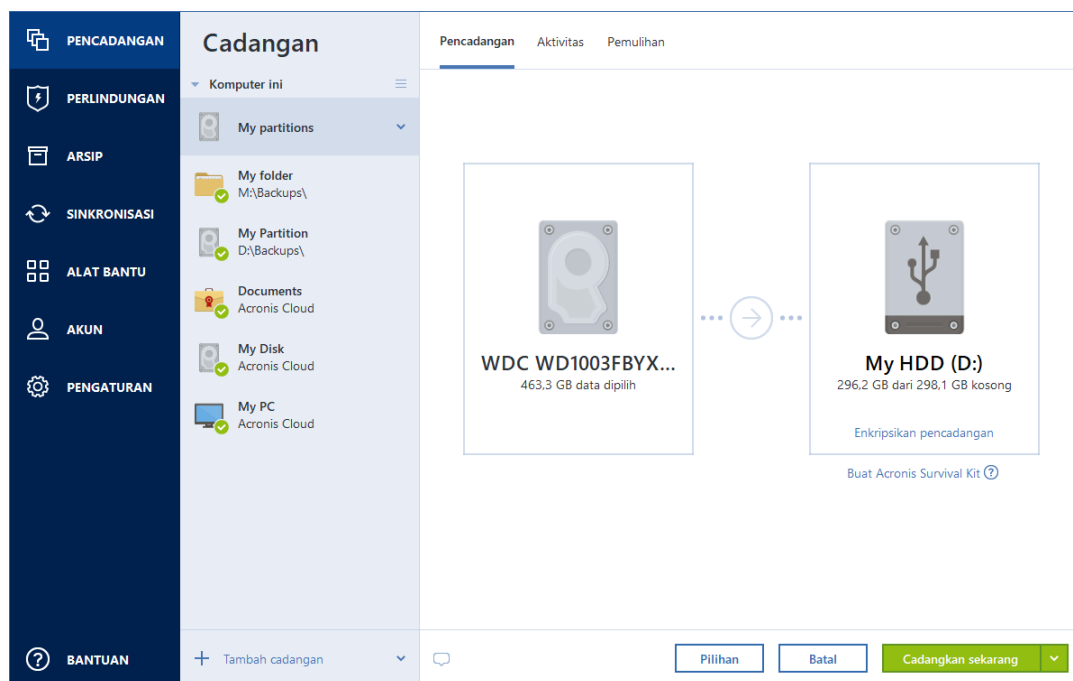 PENCADANGAN
PERLINDUNGAN
ARSIP
SINKRONISASI
ALAT BANTU
AKUN
PENGATURAN
BANTUAN
Cadangan
Komputer ini
My partitions
My folder
M:\Backups\
My Partition
D:\Backups\
Documents
Acronis Cloud
My Disk
Acronis Cloud
My PC
Acronis Cloud
Tambah cadangan
Pencadangan Aktivitas Pemulihan
WDC WD1003FBYX...
463,3 GB data dipilih
My HDD (D:)
296,2 GB dari 298,1 GB kosong
Enkripsikan pencadangan
Buat Acronis Survival Kit ?
Pilihan Batal Cadangkan sekarang